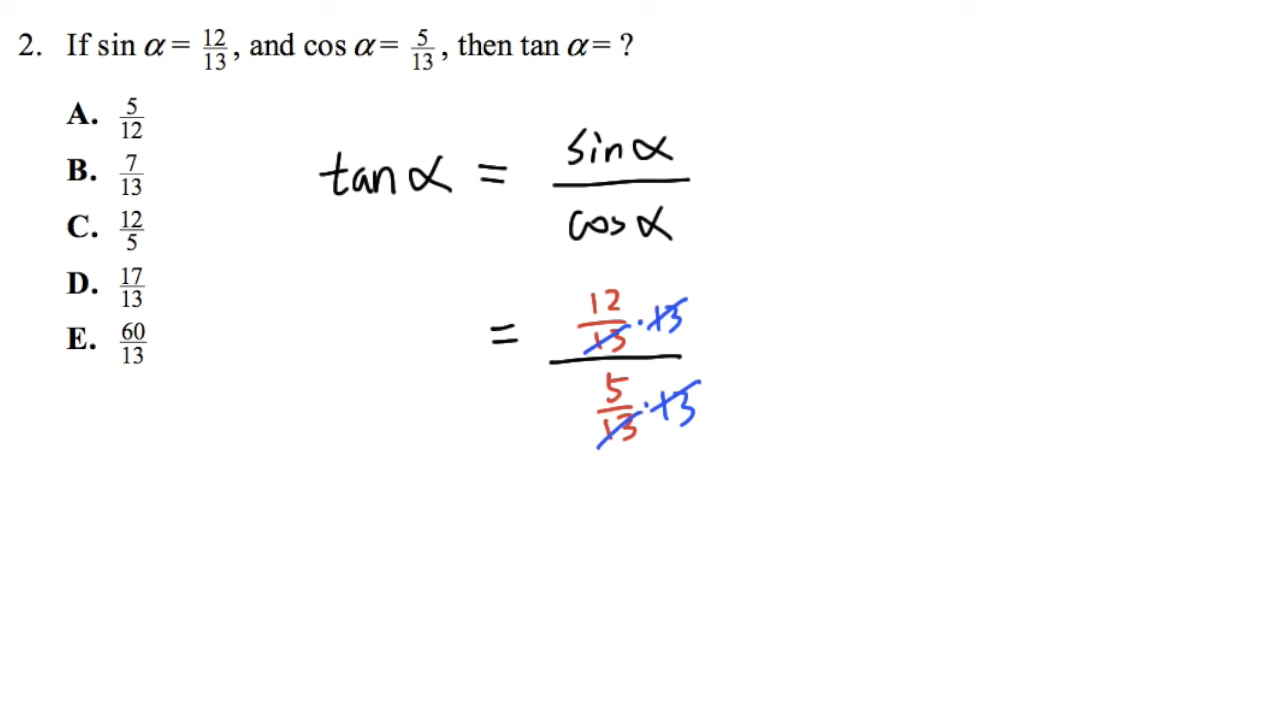 2. If sin α = 12/13, and cos α = 5/13, then tan α = ?
A. 5/12
B. 7/13
C. 12/5
D. 17/13
E. 60/13
tan α = sin α / cos α
= (12/13 · 13) / (5/13 · 13)